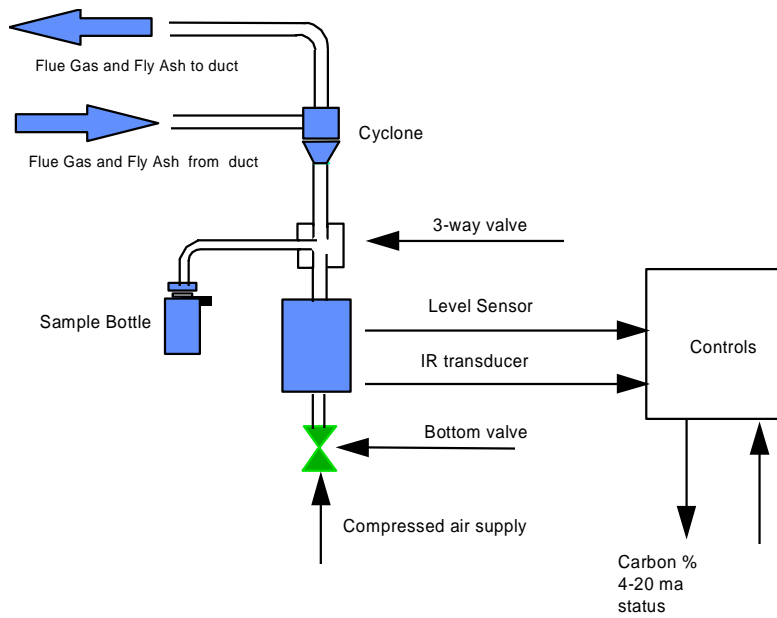 Flue Gas and Fly Ash to duct
Cyclone
Flue Gas and Fly Ash from duct
3-way valve
Sample Bottle
Level Sensor
Controls
IR transducer
Bottom valve
Compressed air supply
Carbon %
4-20 ma
status